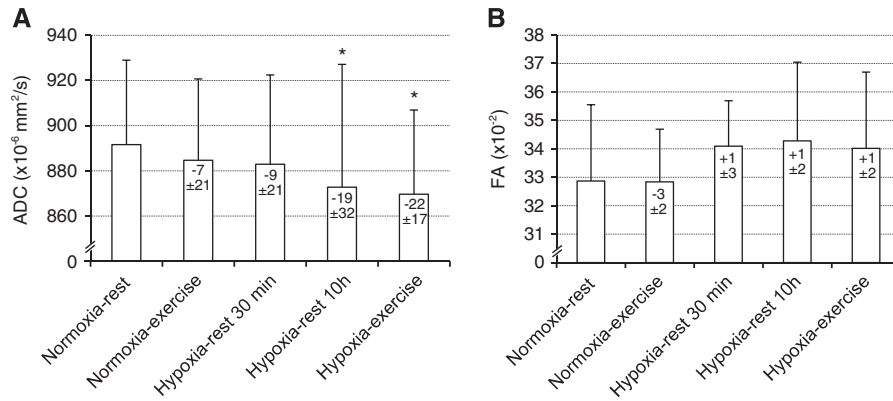 A
940
920
900
880
860
0
ADC (x10-6 mm2/s)
-7
±21
-9
±21
*
-19
±32
*
-22
±17
Normoxia-rest
Normoxia-exercise
Hypoxia-rest 30 min
Hypoxia-rest 10h
Hypoxia-exercise
B
38
37
36
35
34
33
32
0
FA (x10-2)
-3
±2
+1
±3
+1
±2
+1
±2
Normoxia-rest
Normoxia-exercise
Hypoxia-rest 30 min
Hypoxia-rest 10h
Hypoxia-exercise